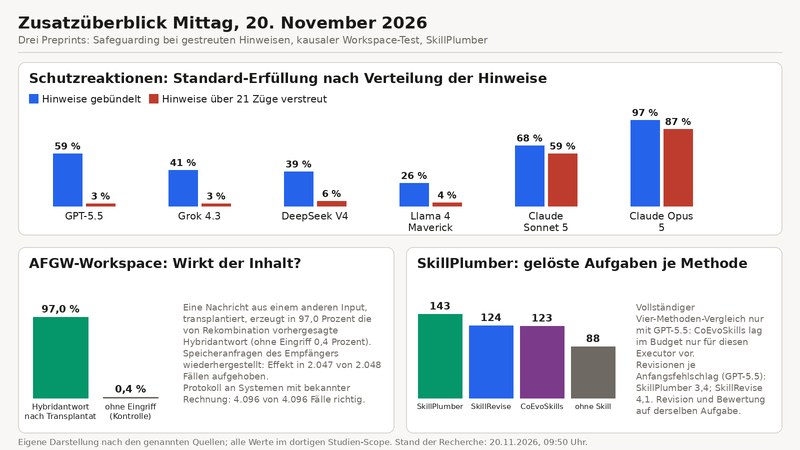 Zusatzüberblick Mittag, 20. November 2026
Drei Preprints: Safeguarding bei gestreuten Hinweisen, kausaler Workspace-Test, SkillPlumber
Schutzreaktionen: Standard-Erfüllung nach Verteilung der Hinweise
Hinweise gebündelt
Hinweise über 21 Züge verstreut
59 %
3 %
41 %
3 %
39 %
6 %
26 %
4 %
68 %
59 %
97 %
87 %
GPT-5.5
Grok 4.3
DeepSeek V4
Llama 4
Maverick
Claude
Sonnet 5
Claude Opus
5
AFGW-Workspace: Wirkt der Inhalt?
97,0 %
0,4 %
Hybridantwort
nach Transplantat
ohne Eingriff
(Kontrolle)
Eine Nachricht aus einem anderen Input,
transplantiert, erzeugt in 97,0 Prozent die
von Rekombination vorhergesagte
Hybridantwort (ohne Eingriff 0,4 Prozent).
Speicheranfragen des Empfängers
wiederhergestellt: Effekt in 2.047 von 2.048
Fällen aufgehoben.
Protokoll an Systemen mit bekannter
Rechnung: 4.096 von 4.096 Fälle richtig.
SkillPlumber: gelöste Aufgaben je Methode
143
124
123
88
SkillPlumber
SkillRevise
CoEvoSkills
ohne Skill
Vollständiger
Vier-Methoden-Vergleich nur
mit GPT-5.5: CoEvoSkills lag
im Budget nur für diesen
Executor vor.
Revisionen je
Anfangsfehlschlag (GPT-5.5):
SkillPlumber 3,4; SkillRevise
4,1. Revision und Bewertung
auf derselben Aufgabe.
Eigene Darstellung nach den genannten Quellen; alle Werte im dortigen Studien-Scope. Stand der Recherche: 20.11.2026, 09:50 Uhr.